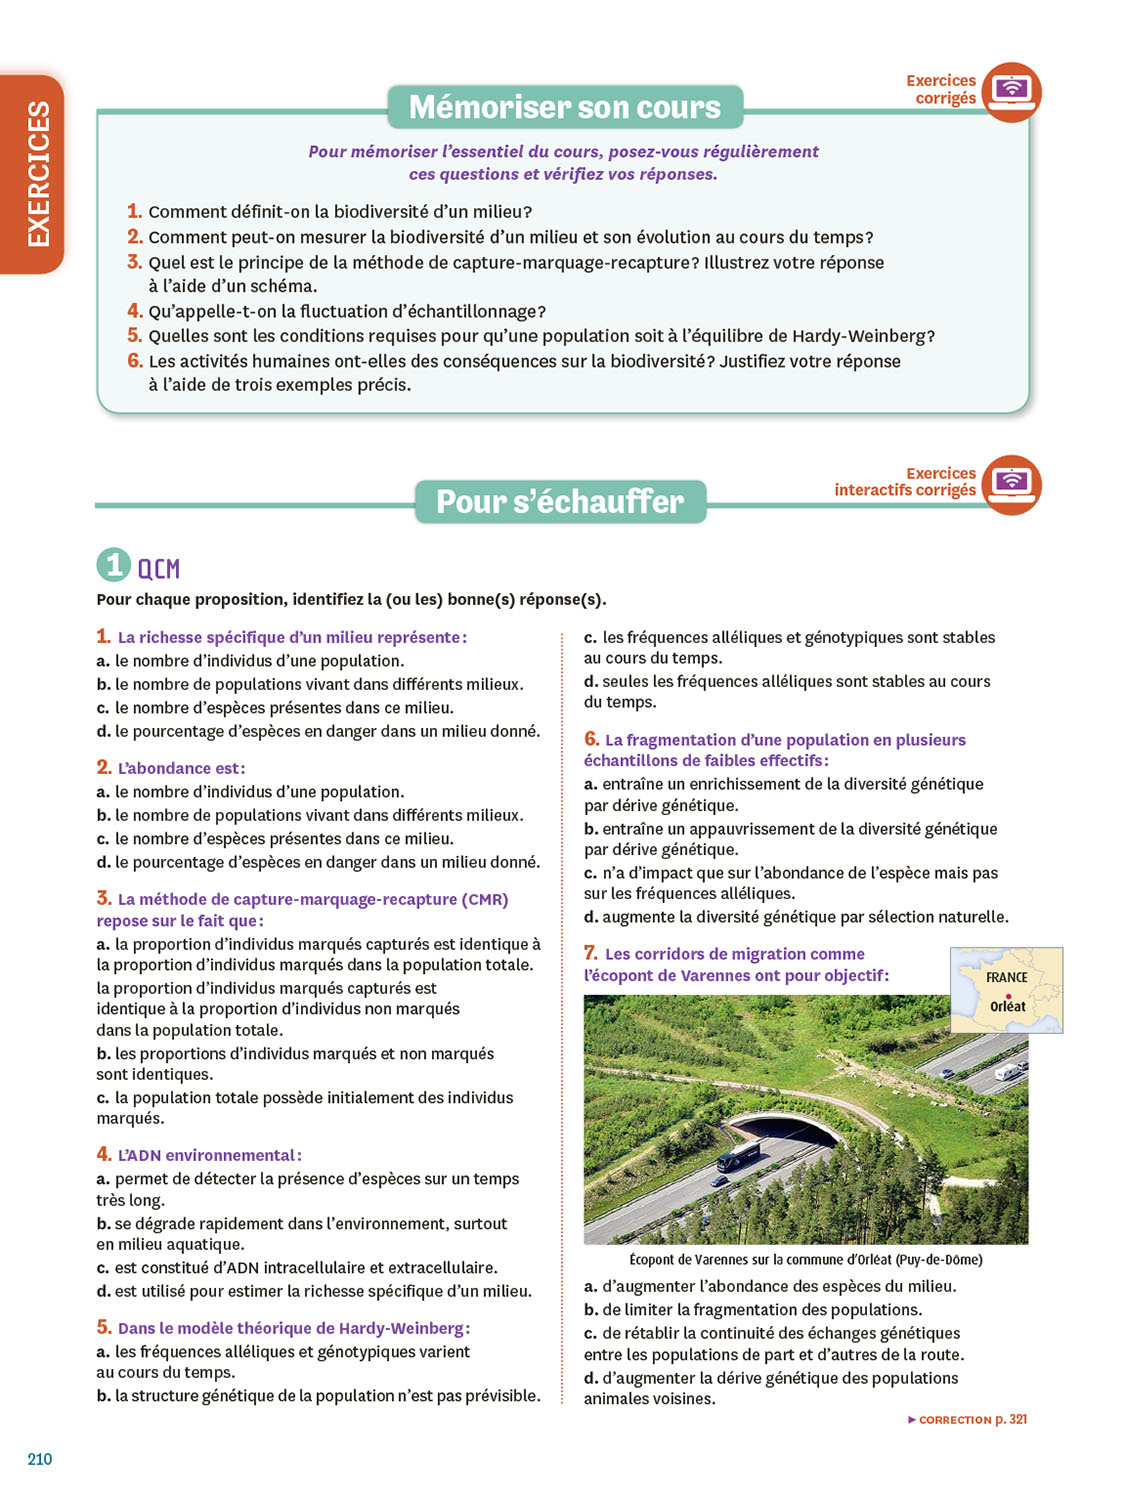 EXERCICES
Exercices
corrigés
Mémoriser son cours
Pour mémoriser l'essentiel du cours, posez-vous régulièrement
ces questions et vérifiez vos réponses.
1. Comment définit-on la biodiversité d'un milieu ?
2. Comment peut-on mesurer la biodiversité d'un milieu et son évolution au cours du temps ?
3. Quel est le principe de la méthode de capture-marquage-recapture ? Illustrez votre réponse
à l'aide d'un schéma.
4. Qu'appelle-t-on la fluctuation d'échantillonnage ?
5. Quelles sont les conditions requises pour qu'une population soit à l'équilibre de Hardy-Weinberg ?
6. Les activités humaines ont-elles des conséquences sur la biodiversité ? Justifiez votre réponse
à l'aide de trois exemples précis.
Exercices
interactifs corrigés
Pour s'échauffer
1 QCM
Pour chaque proposition, identifiez la (ou les) bonne(s) réponse(s).
1. La richesse spécifique d'un milieu représente :
a. le nombre d'individus d'une population.
b. le nombre de populations vivant dans différents milieux.
c. le nombre d'espèces présentes dans ce milieu.
d. le pourcentage d'espèces en danger dans un milieu donné.
2. L'abondance est :
a. le nombre d'individus d'une population.
b. le nombre de populations vivant dans différents milieux.
c. le nombre d'espèces présentes dans ce milieu.
d. le pourcentage d'espèces en danger dans un milieu donné.
3. La méthode de capture-marquage-recapture (CMR)
repose sur le fait que :
a. la proportion d'individus marqués capturés est identique à
la proportion d'individus marqués dans la population totale.
la proportion d'individus marqués capturés est
identique à la proportion d'individus non marqués
dans la population totale.
b. les proportions d'individus marqués et non marqués
sont identiques.
c. la population totale possède initialement des individus
marqués.
4. L'ADN environnemental :
a. permet de détecter la présence d'espèces sur un temps
très long.
b. se dégrade rapidement dans l'environnement, surtout
en milieu aquatique.
c. est constitué d'ADN intracellulaire et extracellulaire.
d. est utilisé pour estimer la richesse spécifique d'un milieu.
5. Dans le modèle théorique de Hardy-Weinberg :
a. les fréquences alléliques et génotypiques varient
au cours du temps.
b. la structure génétique de la population n'est pas prévisible.
c. les fréquences alléliques et génotypiques sont stables
au cours du temps.
d. seules les fréquences alléliques sont stables au cours
du temps.
6. La fragmentation d'une population en plusieurs
échantillons de faibles effectifs :
a. entraîne un enrichissement de la diversité génétique
par dérive génétique.
b. entraîne un appauvrissement de la diversité génétique
par dérive génétique.
c. n'a d'impact que sur l'abondance de l'espèce mais pas
sur les fréquences alléliques.
d. augmente la diversité génétique par sélection naturelle.
7. Les corridors de migration comme
l'écopont de Varennes ont pour objectif :
FRANCE
Orléat
Écopont de Varennes sur la commune d'Orléat (Puy-de-Dôme)
a. d'augmenter l'abondance des espèces du milieu.
b. de limiter la fragmentation des populations.
c. de rétablir la continuité des échanges génétiques
entre les populations de part et d'autres de la route.
d. d'augmenter la dérive génétique des populations
animales voisines.
▶ CORRECTION p. 321
210